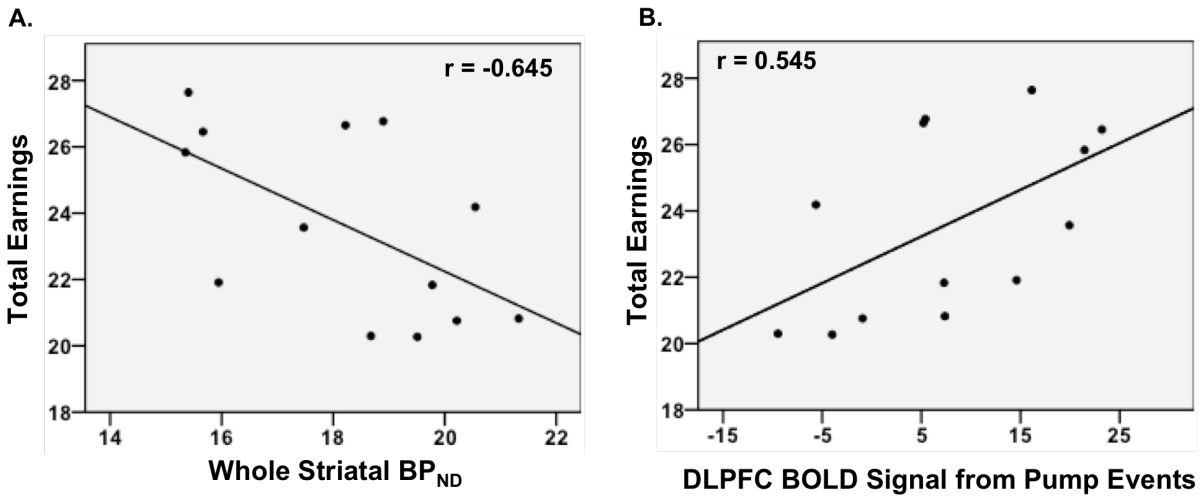 A.
r = -0.645
Total Earnings
28
26
24
22
20
18
14 16 18 20 22
Whole Striatal BPND
B.
r = 0.545
Total Earnings
28
26
24
22
20
18
-15 -5 5 15 25
DLPFC BOLD Signal from Pump Events